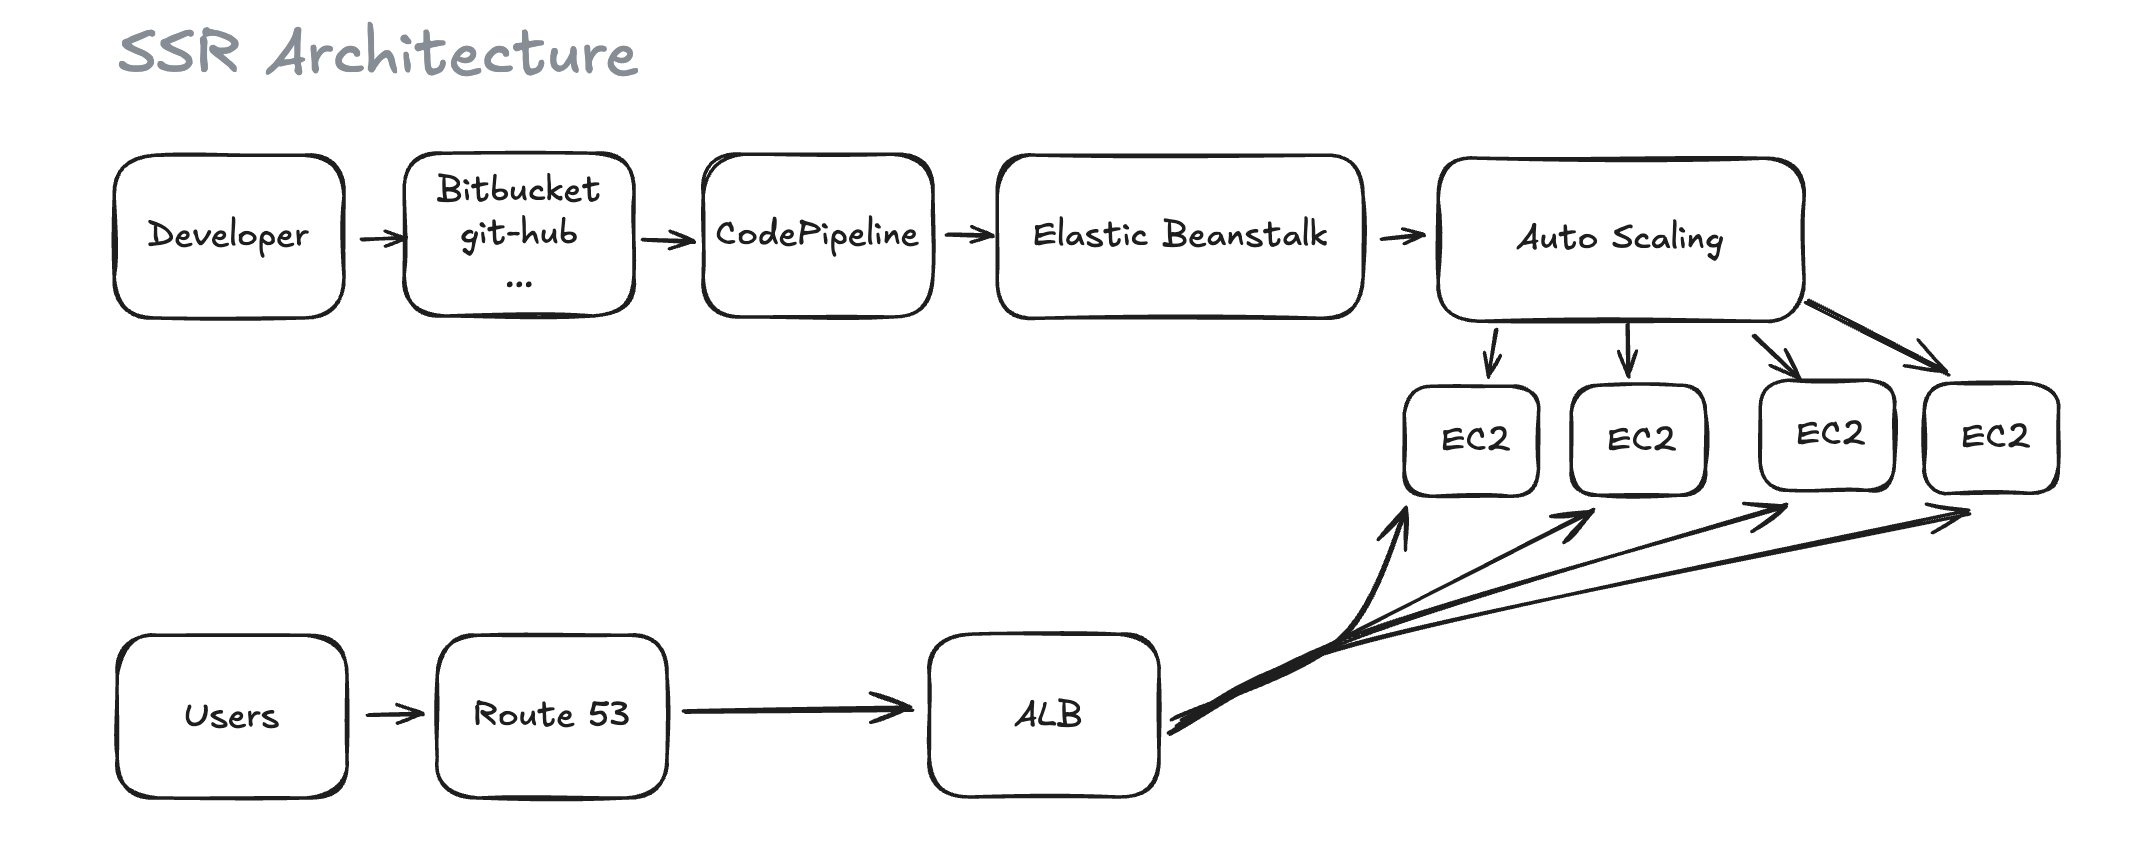 SSR Architecture
Developer
Bitbucket
git-hub
...
CodePipeline
Elastic Beanstalk
Auto Scaling
EC2
EC2
EC2
EC2
Users
Route 53
ALB